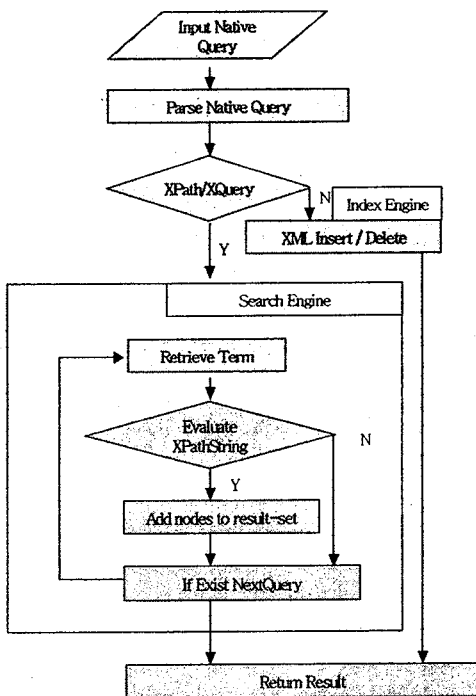 Input Native
Query
Parse Native Query
XPath/XQuery
N
Index Engine
XML Insert / Delete
Y
Search Engine
Retrieve Term
Evaluate
XPathString
N
Y
Add nodes to result-set
If Exist NextQuery
Return Result